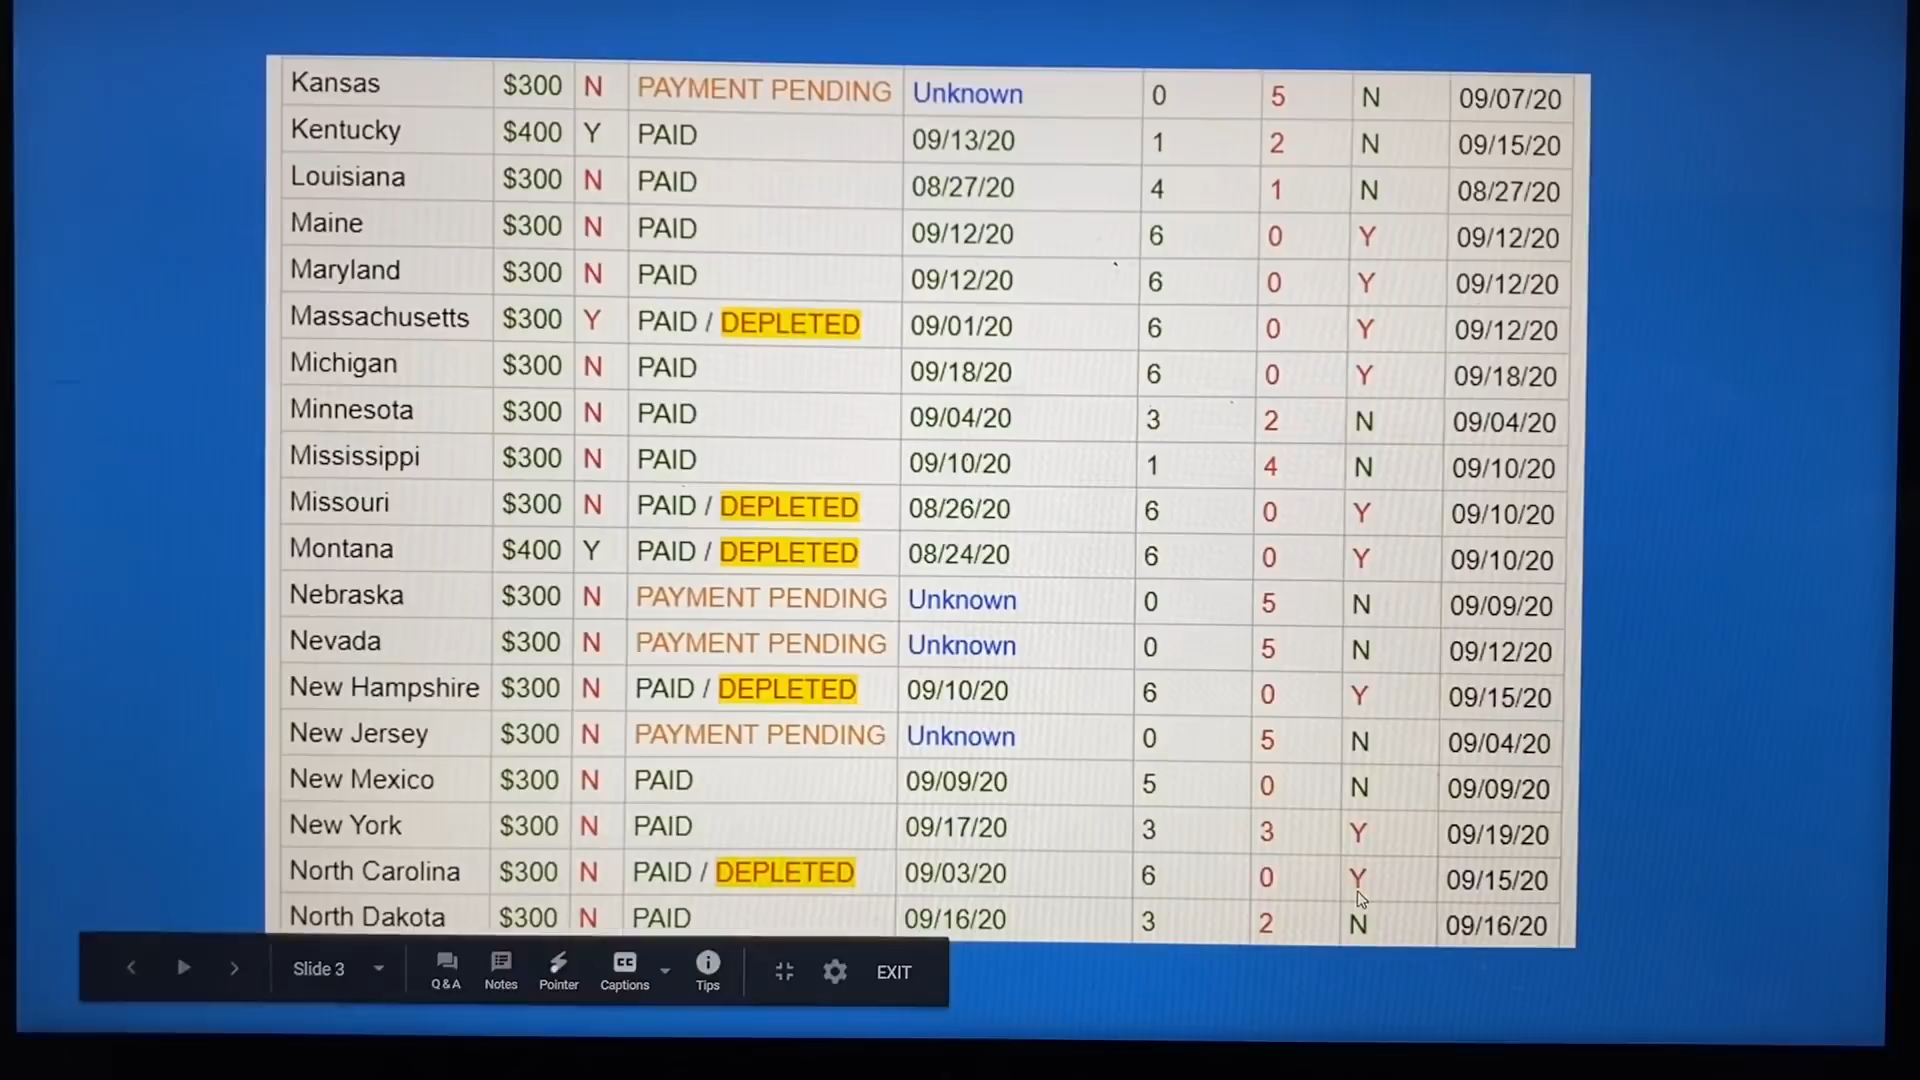 Kansas $300 N PAYMENT PENDING Unknown 0 5 N 09/07/20
Kentucky $400 Y PAID 09/13/20 1 2 N 09/15/20
Louisiana $300 N PAID 08/27/20 4 1 N 08/27/20
Maine $300 N PAID 09/12/20 6 0 Y 09/12/20
Maryland $300 N PAID 09/12/20 6 0 Y 09/12/20
Massachusetts $300 Y PAID / DEPLETED 09/01/20 6 0 Y 09/12/20
Michigan $300 N PAID 09/18/20 6 0 Y 09/18/20
Minnesota $300 N PAID 09/04/20 3 2 N 09/04/20
Mississippi $300 N PAID 09/10/20 1 4 N 09/10/20
Missouri $300 N PAID / DEPLETED 08/26/20 6 0 Y 09/10/20
Montana $400 Y PAID / DEPLETED 08/24/20 6 0 Y 09/10/20
Nebraska $300 N PAYMENT PENDING Unknown 0 5 N 09/09/20
Nevada $300 N PAYMENT PENDING Unknown 0 5 N 09/12/20
New Hampshire $300 N PAID / DEPLETED 09/10/20 6 0 Y 09/15/20
New Jersey $300 N PAYMENT PENDING Unknown 0 5 N 09/04/20
New Mexico $300 N PAID 09/09/20 5 0 N 09/09/20
New York $300 N PAID 09/17/20 3 3 Y 09/19/20
North Carolina $300 N PAID / DEPLETED 09/03/20 6 0 Y 09/15/20
North Dakota $300 N PAID 09/16/20 3 2 N 09/16/20
Slide 3 Q&A Notes Pointer CC Captions Tips EXIT